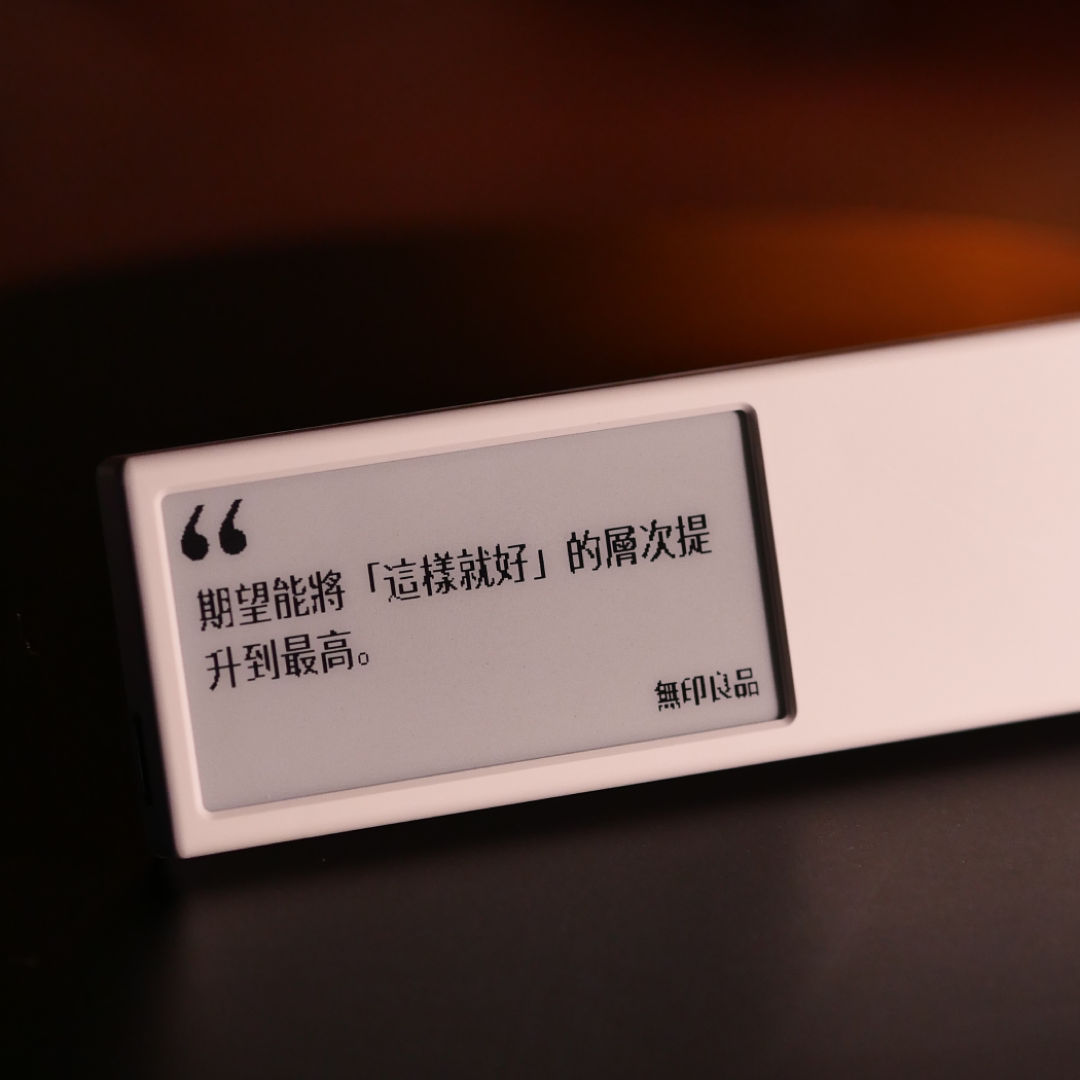 “
期望能將「這樣就好」的層次提
升到最高。
無印良品